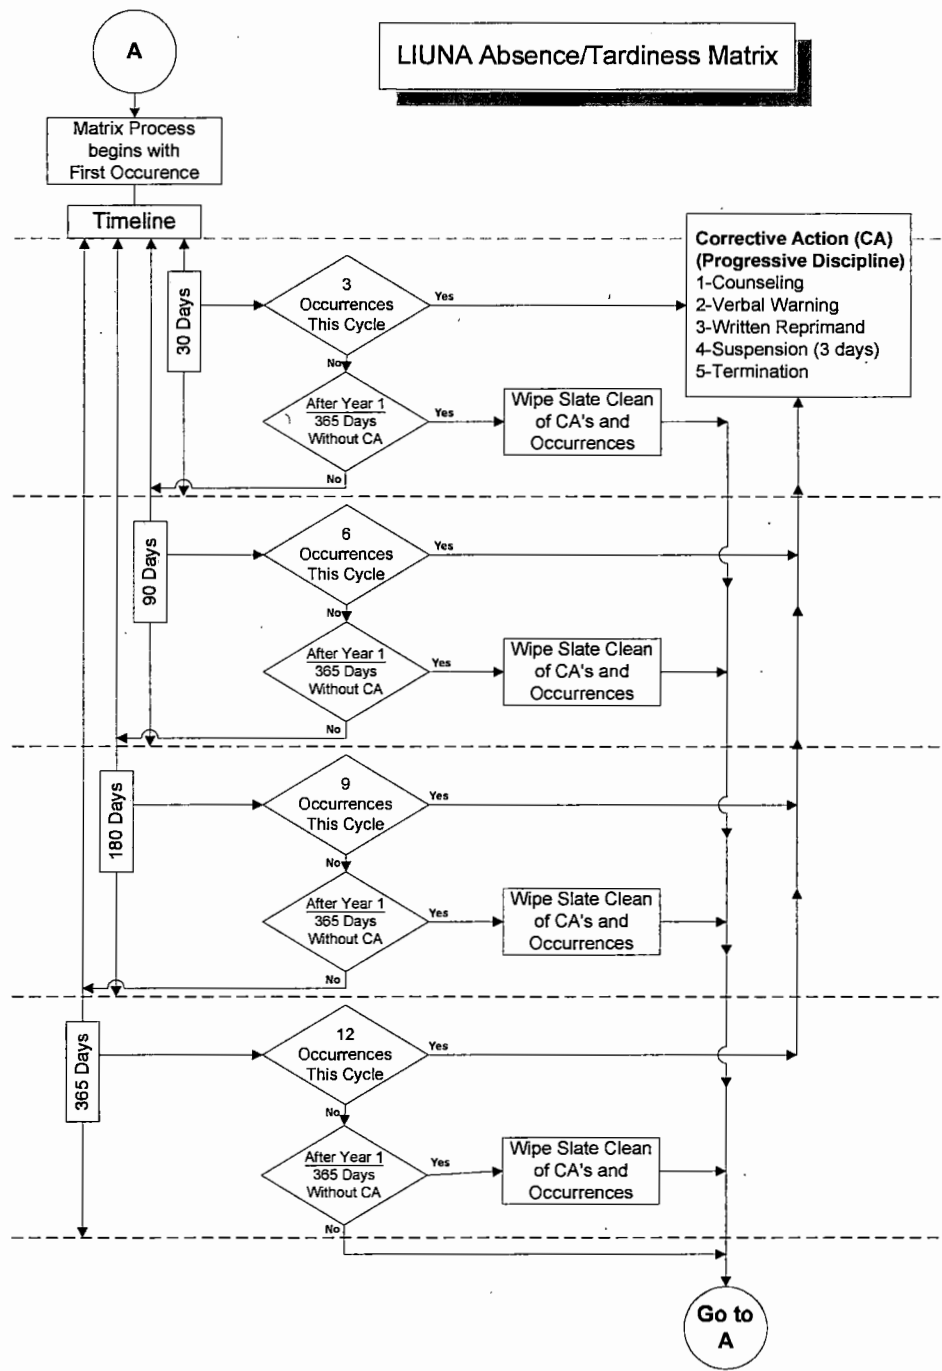 A
LIUNA Absence/Tardiness Matrix
Matrix Process
begins with
First Occurence
Timeline
Corrective Action (CA)
(Progressive Discipline)
1-Counseling
2-Verbal Warning
3-Written Reprimand
4-Suspension (3 days)
5-Termination
30 Days
3
Occurrences
This Cycle
Yes
No
After Year 1
365 Days
Without CA
Yes
Wipe Slate Clean
of CA's and
Occurrences
No
90 Days
6
Occurrences
This Cycle
Yes
No
After Year 1
365 Days
Without CA
Yes
Wipe Slate Clean
of CA's and
Occurrences
No
180 Days
9
Occurrences
This Cycle
Yes
No
After Year 1
365 Days
Without CA
Yes
Wipe Slate Clean
of CA's and
Occurrences
No
365 Days
12
Occurrences
This Cycle
Yes
No
After Year 1
365 Days
Without CA
Yes
Wipe Slate Clean
of CA's and
Occurrences
No
Go to
A